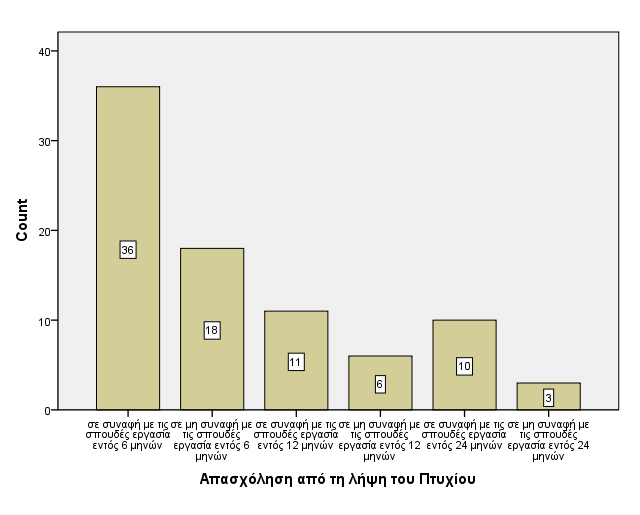 40
30
20
10
0
Count
36
18
11
6
10
3
σε συναφή με τις
σπουδές εργασία
εντός 6 μηνών
σε μη συναφή με
τις σπουδές
εργασία εντός 6
μηνών
σε συναφή με τις
σπουδές εργασία
εντός 12 μηνών
σε μη συναφή με
τις σπουδές
εργασία εντός 12
μηνών
σε συναφή με τις
σπουδές εργασία
εντός 24 μηνών
σε μη συναφή με
τις σπουδές
εργασία εντός 24
μηνών
Απασχόληση από τη λήψη του Πτυχίου